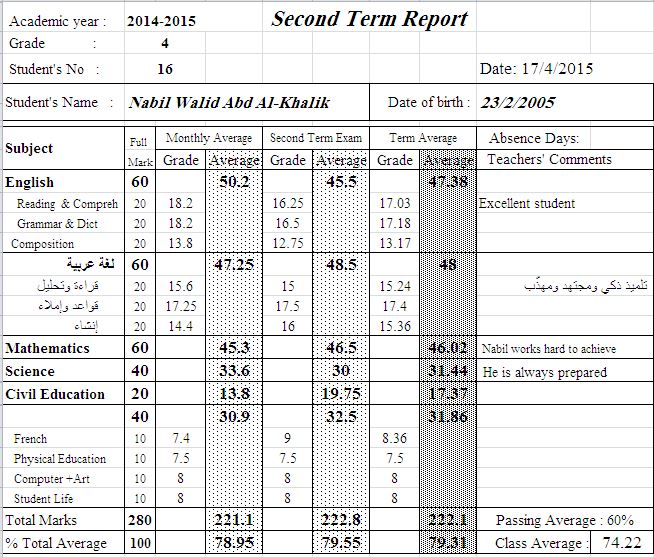 Academic year : 2014-2015 Second Term Report
Grade : 4
Student's No : 16 Date: 17/4/2015
Student's Name : Nabil Walid Abd Al-Khalik Date of birth : 23/2/2005
Subject Full Mark Monthly Average Second Term Exam Term Average Absence Days:
Grade Average Grade Average Grade Average Teachers' Comments
English 60 50.2 45.5 47.38
Reading & Compreh 20 18.2 16.25 17.03 Excellent student
Grammar & Dict 20 18.2 16.5 17.18
Composition 20 13.8 12.75 13.17
لغة عربية 60 47.25 48.5 48
قراءة وتحليل 20 15.6 15 15.24 تلميذ ذكي ومجتهد ومهذّب
قواعد وإملاء 20 17.25 17.5 17.4
إنشاء 20 14.4 16 15.36
Mathematics 60 45.3 46.5 46.02 Nabil works hard to achieve
Science 40 33.6 30 31.44 He is always prepared
Civil Education 20 13.8 19.75 17.37
40 30.9 32.5 31.86
French 10 7.4 9 8.36
Physical Education 10 7.5 7.5 7.5
Computer +Art 10 8 8 8
Student Life 10 8 8 8
Total Marks 280 221.1 222.8 222.1 Passing Average : 60%
% Total Average 100 78.95 79.55 79.31 Class Average : 74.22